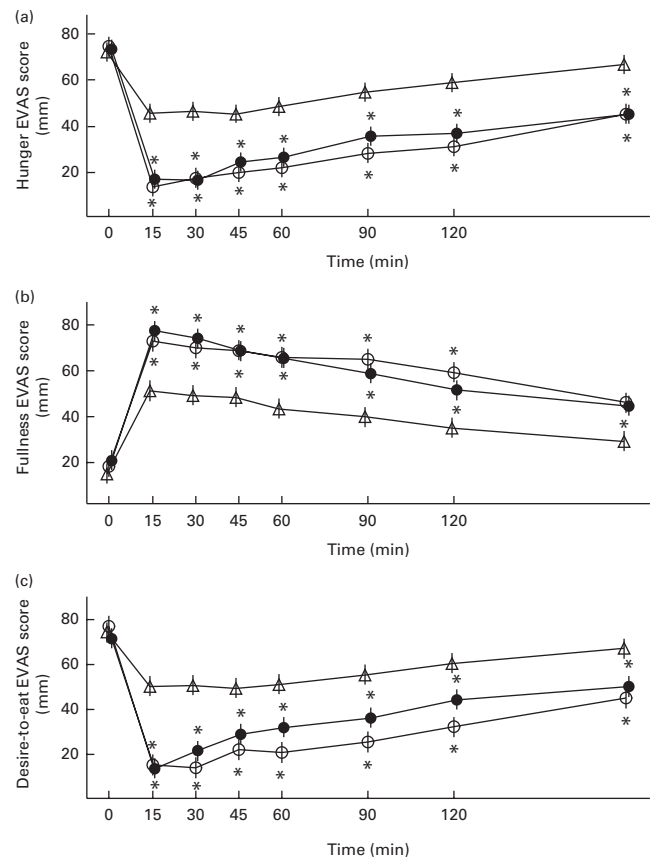 (a)
80
60
40
20
Hunger EVAS score
(mm)
* * * * * * *
* * * * * * *
0 15 30 45 60 90 120
Time (min)
(b)
80
60
40
20
Fullness EVAS score
(mm)
* * * * * *
* * * * * * *
0 15 30 45 60 90 120
Time (min)
(c)
80
60
40
20
Desire-to-eat EVAS score
(mm)
* * * * * * *
* * * * * * *
0 15 30 45 60 90 120
Time (min)